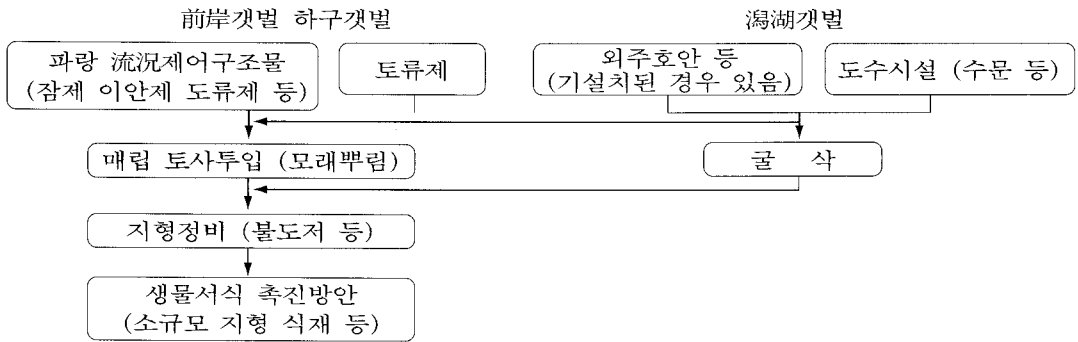 前岸갯벌 하구갯벌
潟湖갯벌
파랑 流況제어구조물
(잠제 이안제 도류제 등)
토류제
외주호안 등
(기설치된 경우 있음)
도수시설 (수문 등)
매립 토사투입 (모래뿌림)
굴 삭
지형정비 (불도저 등)
생물서식 촉진방안
(소규모 지형 식재 등)